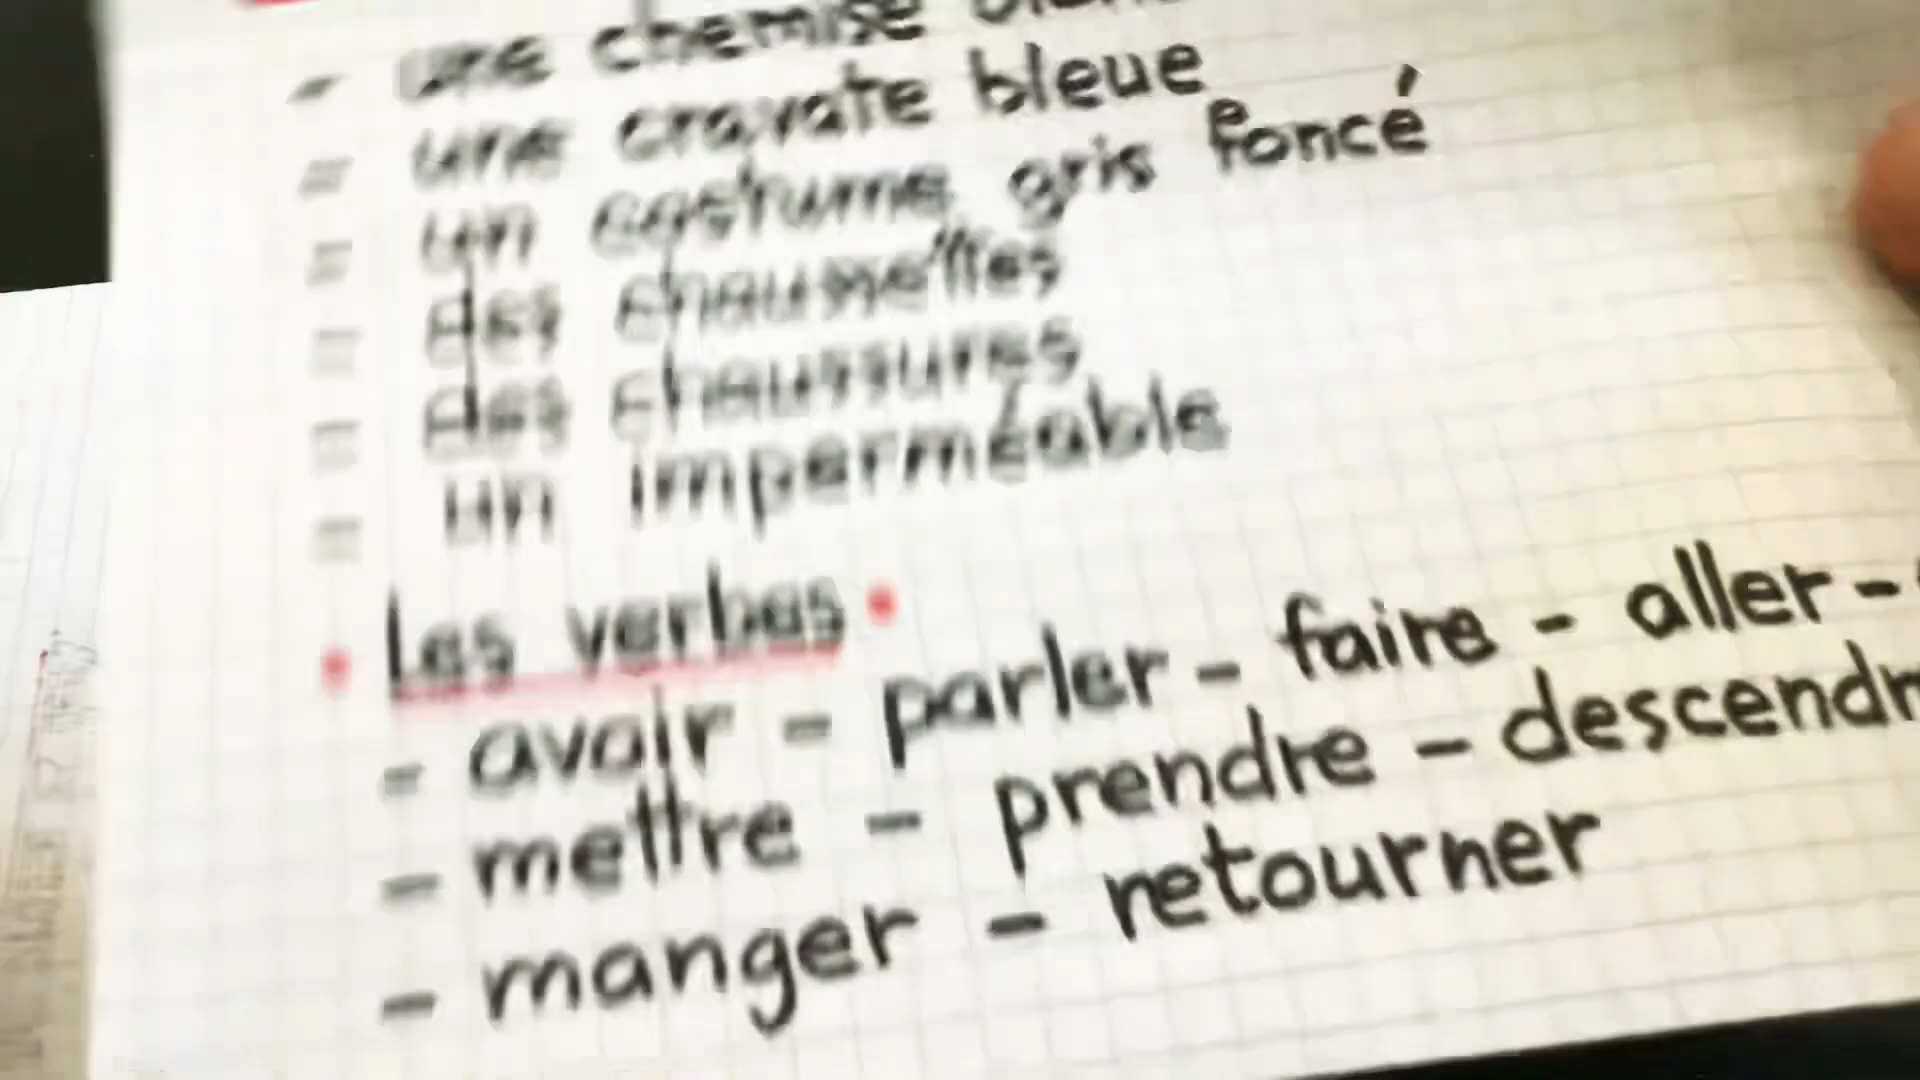 - une chemise
- une cravate bleue
- un costume gris foncé
- des chaussettes
- des chaussures
- un imperméable
• Les verbes •
- avoir - parler - faire - aller -
- mettre - prendre - descendr
- manger - retourner